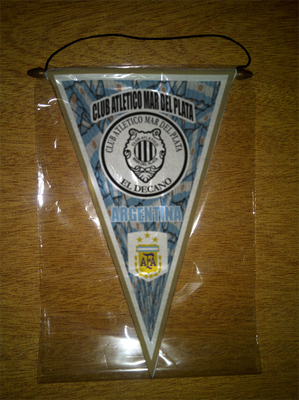 CLUB ATLETICO MAR DEL PLATA
CLUB ATLETICO MAR DEL PLATA
EL DECANO
ARGENTINA
AFA